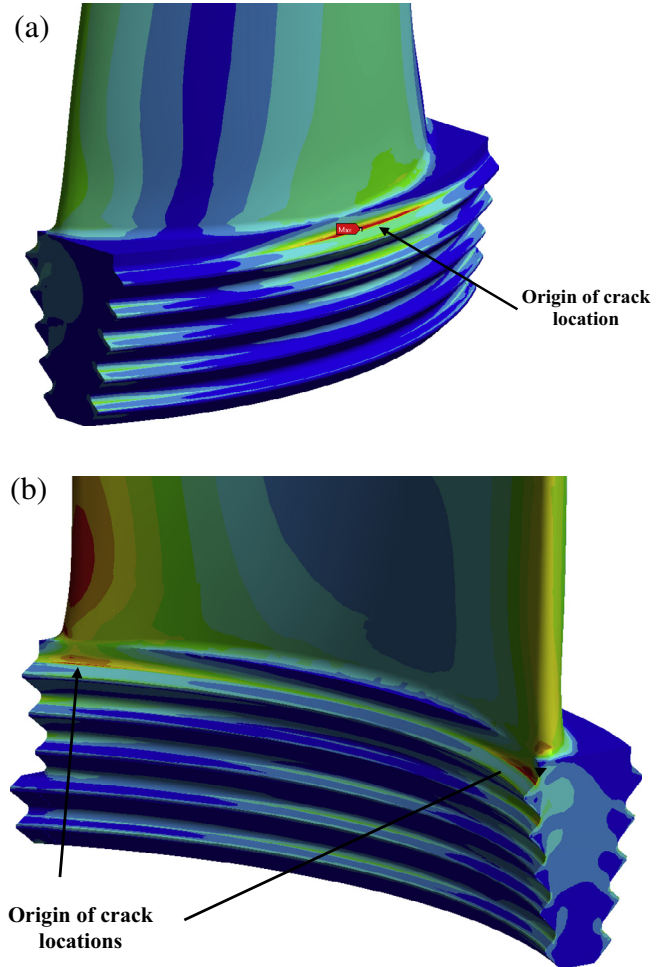 (a)
Max
Origin of crack
location
(b)
Origin of crack
locations